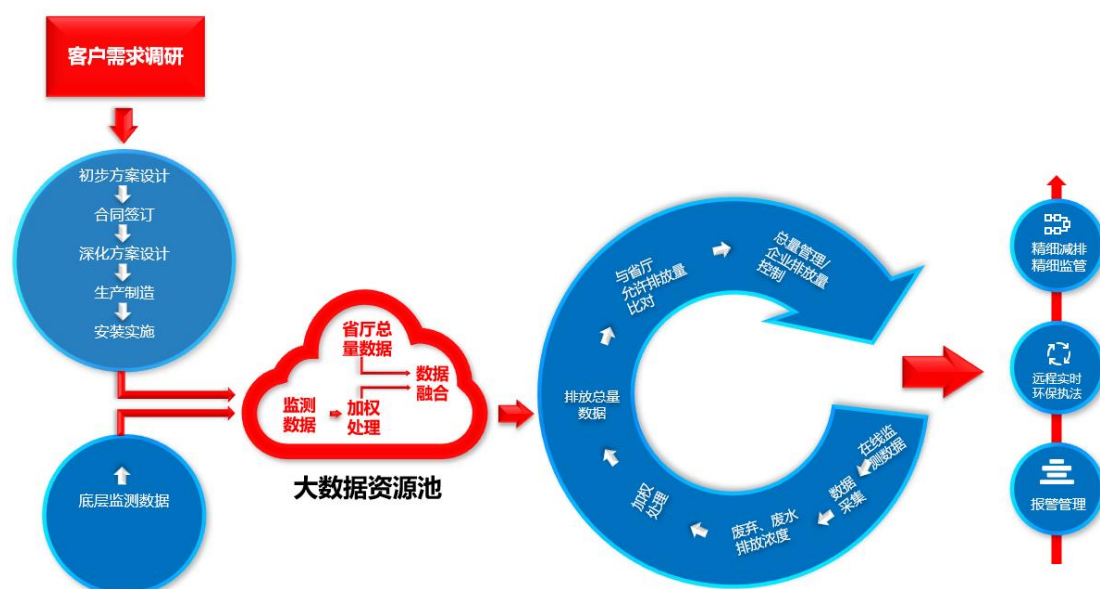 客户需求调研
初步方案设计
合同签订
深化方案设计
生产制造
安装实施
底层监测数据
省厅总
量数据
监测
数据
加权
处理
数据
融合
大数据资源池
在线监
测数据
数据
采集
废弃、废水
排放浓度
加权
处理
排放总量
数据
与省厅
允许排放量
比对
总量管理/
企业排放量
控制
精细减排
精细监管
远程实时
环保执法
报警管理